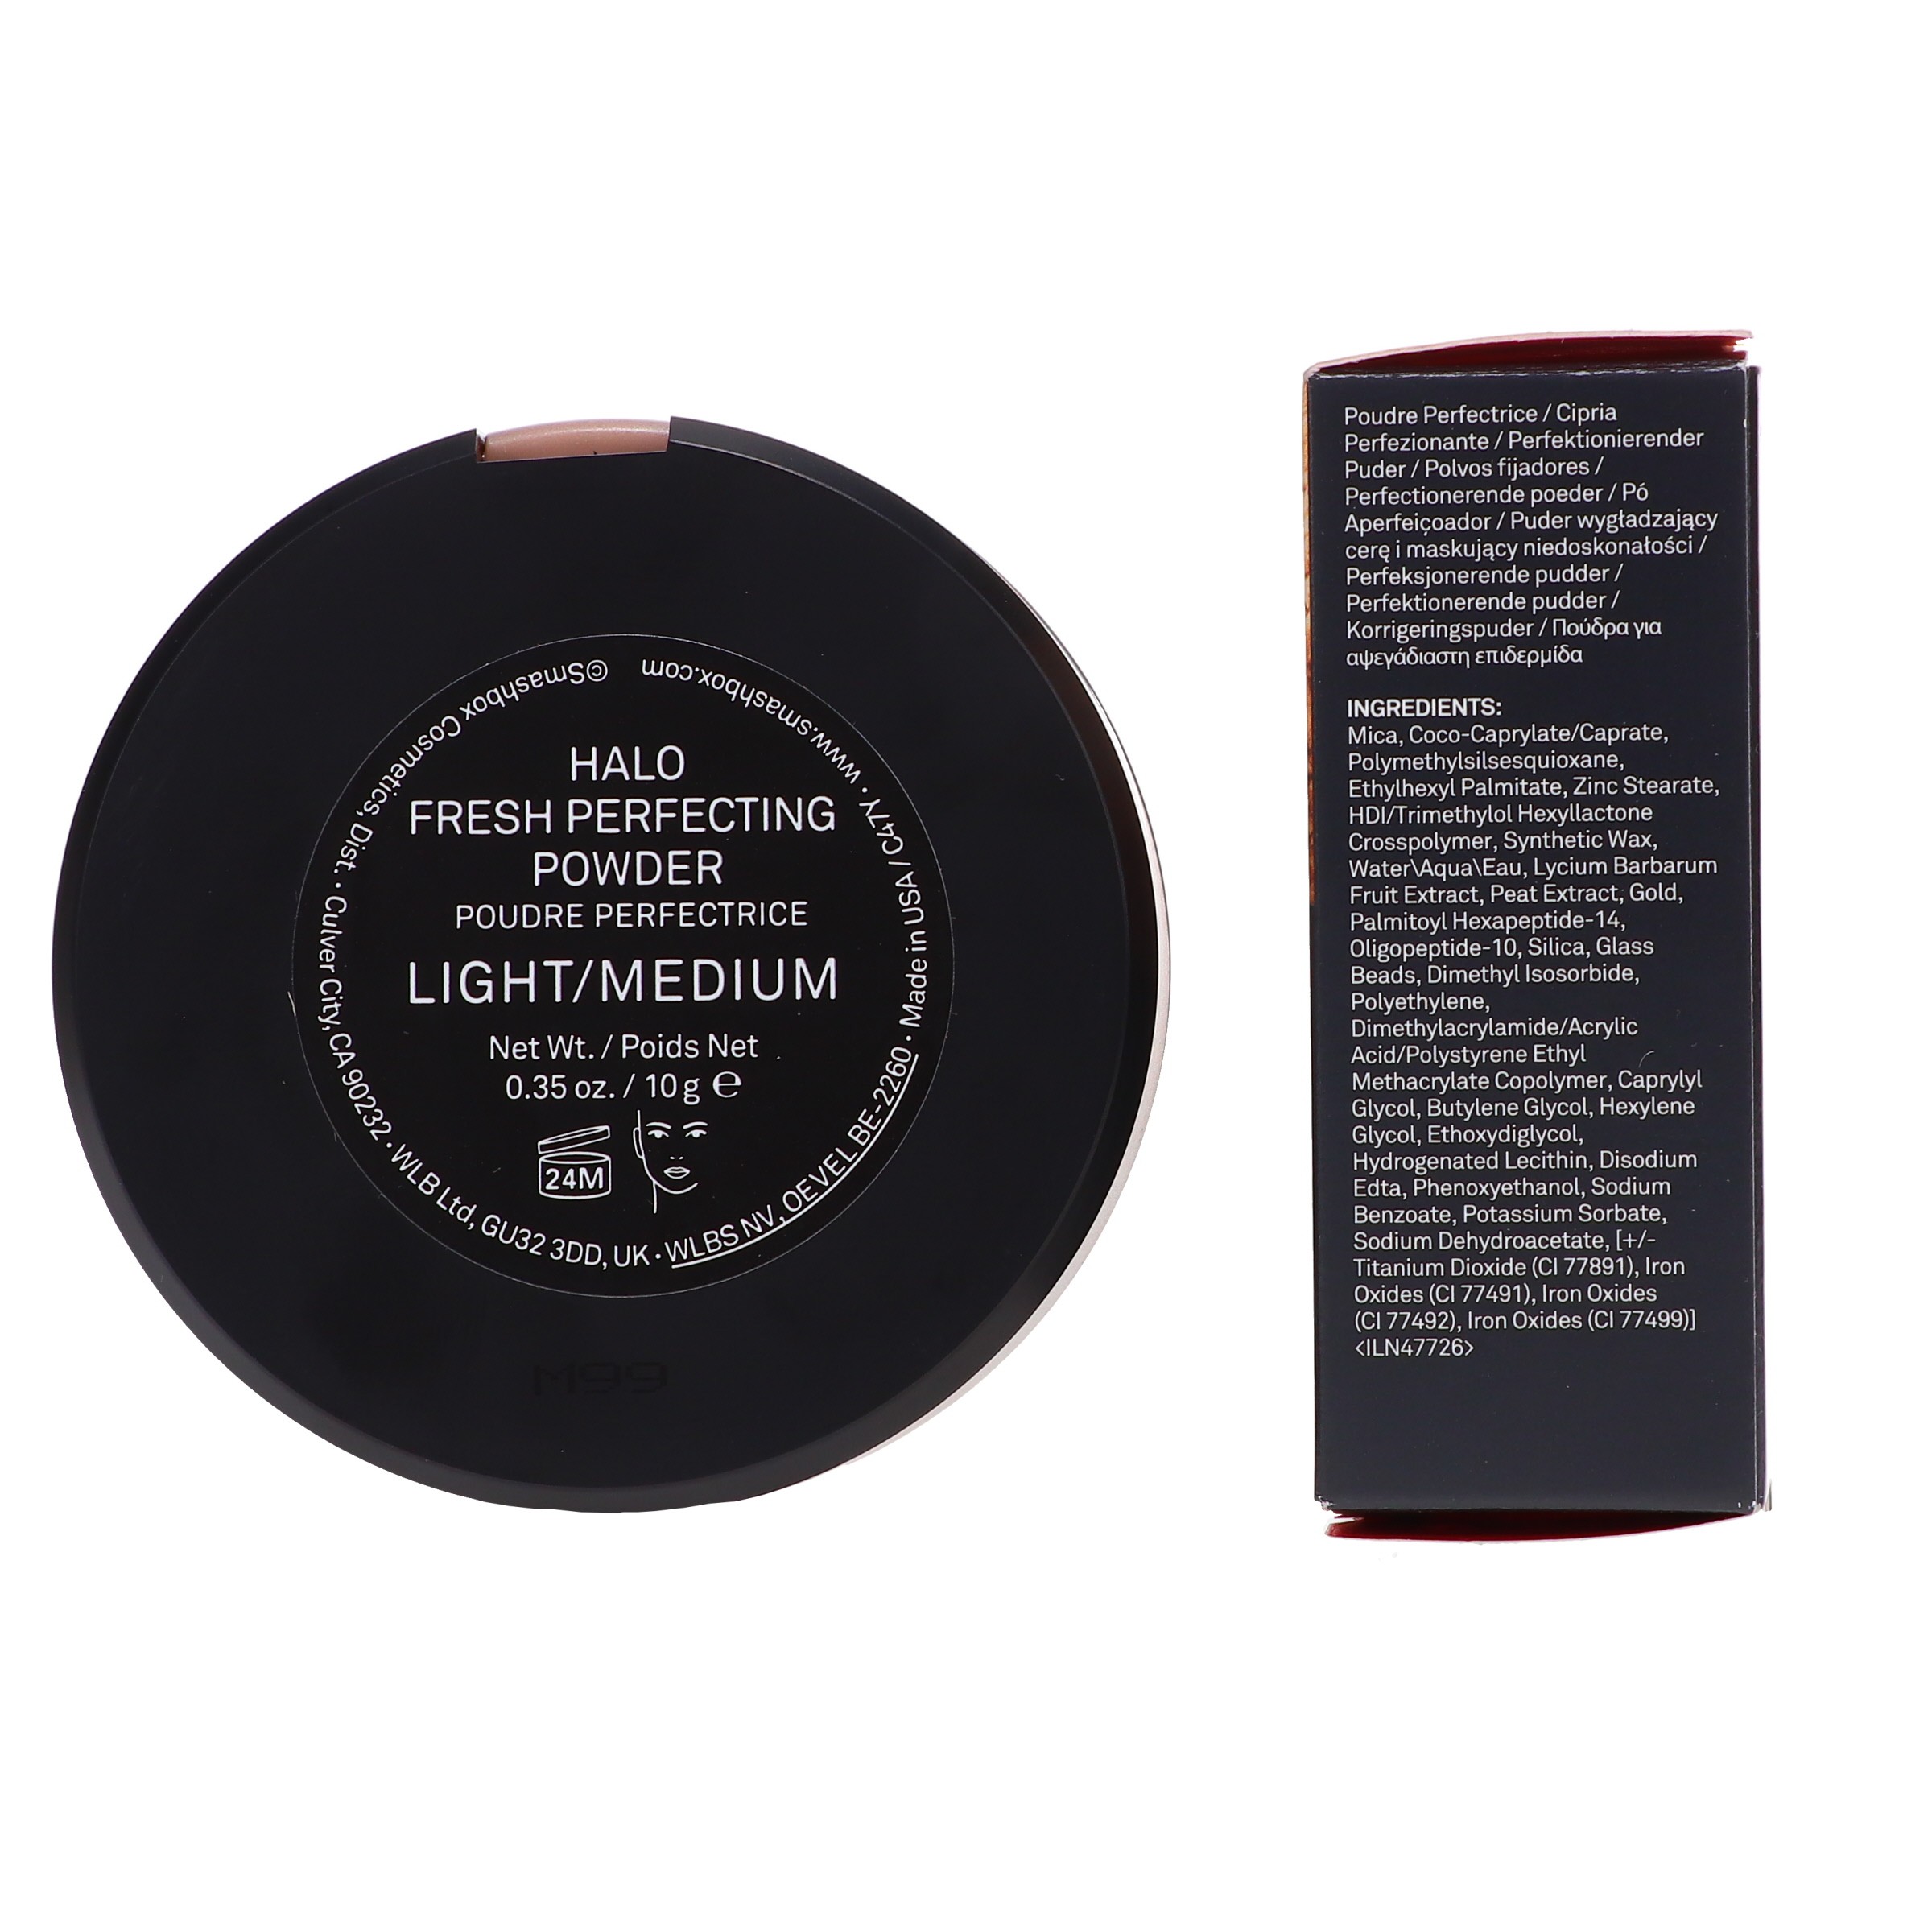 HALO
FRESH PERFECTING
POWDER
POUDRE PERFECTRICE
LIGHT/MEDIUM
Net Wt. / Poids Net
0.35 oz. / 10 g ℮
24M
©Smashbox Cosmetics, Dist. • Culver City, CA 90232 • WLB Ltd, GU32 3DD, UK • WLBS NV, OEVEL BE-2260 • Made in USA / C47Y • www.smashbox.com
M99
Poudre Perfectrice / Cipria
Perfezionante / Perfektionierender
Puder / Polvos fijadores /
Perfectionerende poeder / Pó
Aperfeiçoador / Puder wygładzający
cerę i maskujący niedoskonałości /
Perfeksjonerende pudder /
Perfektionerende pudder /
Korrigeringspuder / Πούδρα για
αψεγάδιαστη επιδερμίδα
INGREDIENTS:
Mica, Coco-Caprylate/Caprate,
Polymethylsilsesquioxane,
Ethylhexyl Palmitate, Zinc Stearate,
HDI/Trimethylol Hexyllactone
Crosspolymer, Synthetic Wax,
Water\Aqua\Eau, Lycium Barbarum
Fruit Extract, Peat Extract, Gold,
Palmitoyl Hexapeptide-14,
Oligopeptide-10, Silica, Glass
Beads, Dimethyl Isosorbide,
Polyethylene,
Dimethylacrylamide/Acrylic
Acid/Polystyrene Ethyl
Methacrylate Copolymer, Caprylyl
Glycol, Butylene Glycol, Hexylene
Glycol, Ethoxydiglycol,
Hydrogenated Lecithin, Disodium
Edta, Phenoxyethanol, Sodium
Benzoate, Potassium Sorbate,
Sodium Dehydroacetate, [+/-
Titanium Dioxide (CI 77891), Iron
Oxides (CI 77491), Iron Oxides
(CI 77492), Iron Oxides (CI 77499)]
<ILN47726>